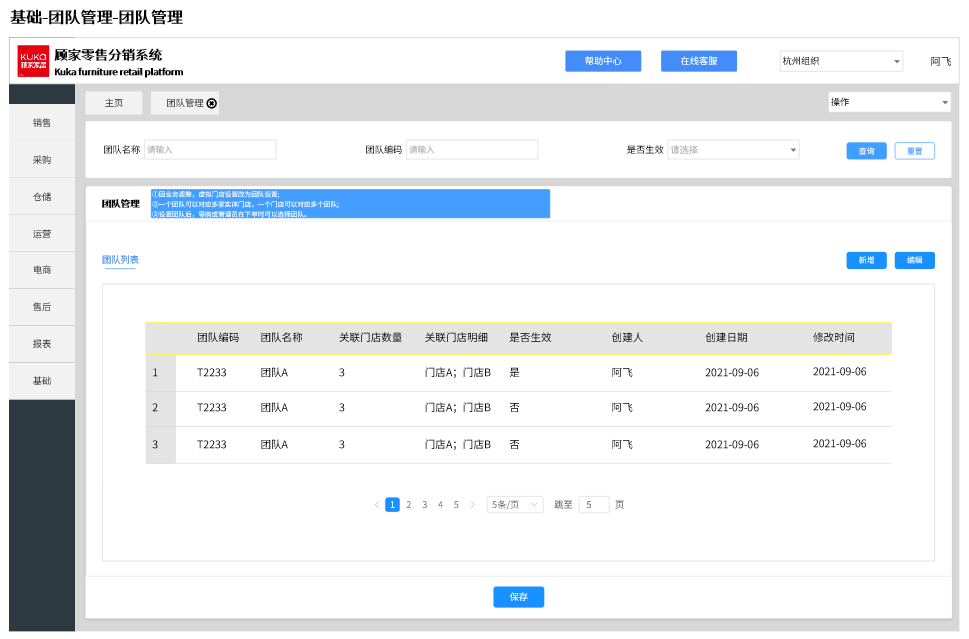 基础-团队管理-团队管理
KUKA
顾家家居
顾家零售分销系统
Kuka furniture retail platform
帮助中心
在线客服
杭州组织
阿飞
主页
团队管理
操作
销售
采购
仓储
运营
电商
售后
报表
基础
团队名称 请输入
团队编码 请输入
是否生效 请选择
查询
重置
团队管理
①因业务调整，虚拟门店设置改为团队设置;
②一个团队可以对应多家实体门店，一个门店可以对应多个团队;
③设置团队后，导购或管理员在下单时可以选择团队。
团队列表
新增
编辑
团队编码 团队名称 关联门店数量 关联门店明细 是否生效 创建人 创建日期 修改时间
1 T2233 团队A 3 门店A；门店B 是 阿飞 2021-09-06 2021-09-06
2 T2233 团队A 3 门店A；门店B 否 阿飞 2021-09-06 2021-09-06
3 T2233 团队A 3 门店A；门店B 否 阿飞 2021-09-06 2021-09-06
1 2 3 4 5 5条/页 跳至 5 页
保存